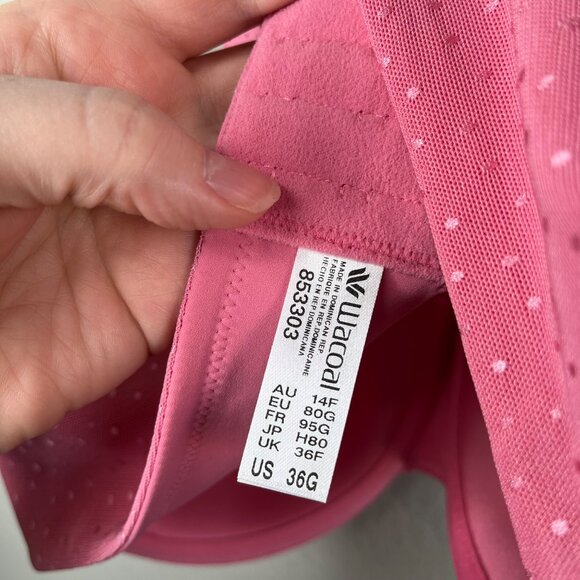 wacoal
MADE IN DOMINICAN REP
FABRIQUE EN REP DOMINICAINE
HECHO EN REP DOMINICANA
853303
AU 14F
EU 80G
FR 95G
JP H80
UK 36F
US 36G